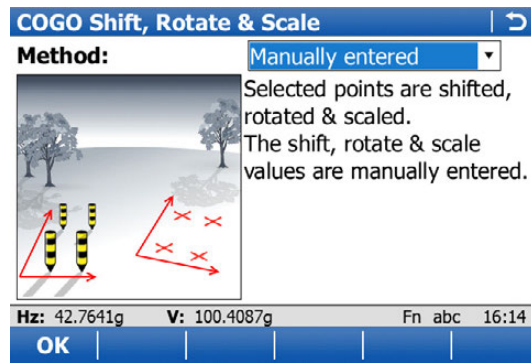 COGO Shift, Rotate & Scale
Method:
Manually entered
Selected points are shifted,
rotated & scaled.
The shift, rotate & scale
values are manually entered.
Hz: 42.7641g V: 100.4087g Fn abc 16:14
OK